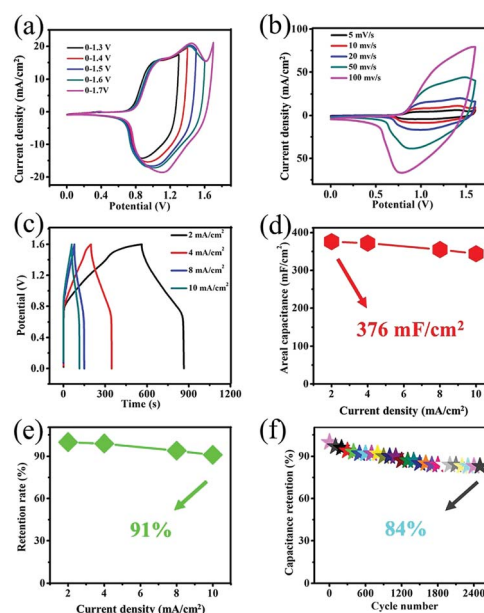 (a)
0-1.3 V
0-1.4 V
0-1.5 V
0-1.6 V
0-1.7V
20
10
0
-10
-20
Current density (mA/cm²)
0.0 0.4 0.8 1.2 1.6
Potential (V)
(b)
5 mV/s
10 mv/s
20 mv/s
50 mv/s
100 mv/s
100
50
0
-50
Current density (mA/cm²)
0.0 0.5 1.0 1.5
Potential (V)
(c)
2 mA/cm²
4 mA/cm²
8 mA/cm²
10 mA/cm²
1.8
1.2
0.6
0.0
Potential (V)
0 300 600 900 1200
Time (s)
(d)
400
300
200
100
0
Areal capacitance (mF/cm²)
376 mF/cm²
2 4 6 8 10
Current density (mA/cm²)
(e)
90
60
30
0
Retention rate (%)
91%
2 4 6 8 10
Current density (mA/cm²)
(f)
90
60
30
0
Capacitance retention (%)
84%
0 600 1200 1800 2400
Cycle number